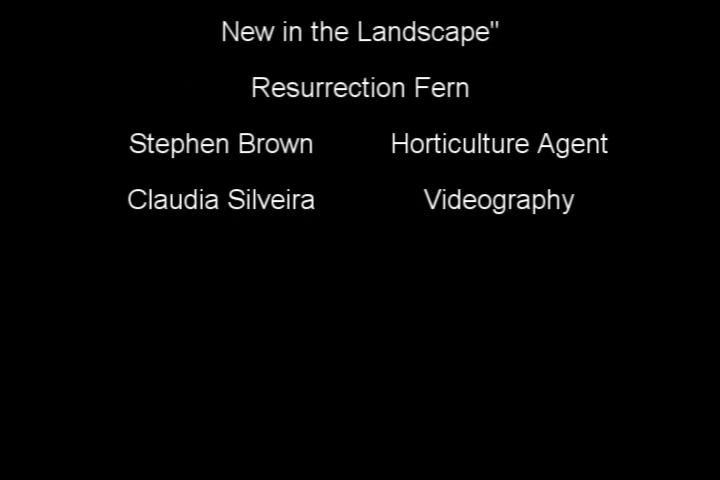 New in the Landscape"
Resurrection Fern
Stephen Brown Horticulture Agent
Claudia Silveira Videography